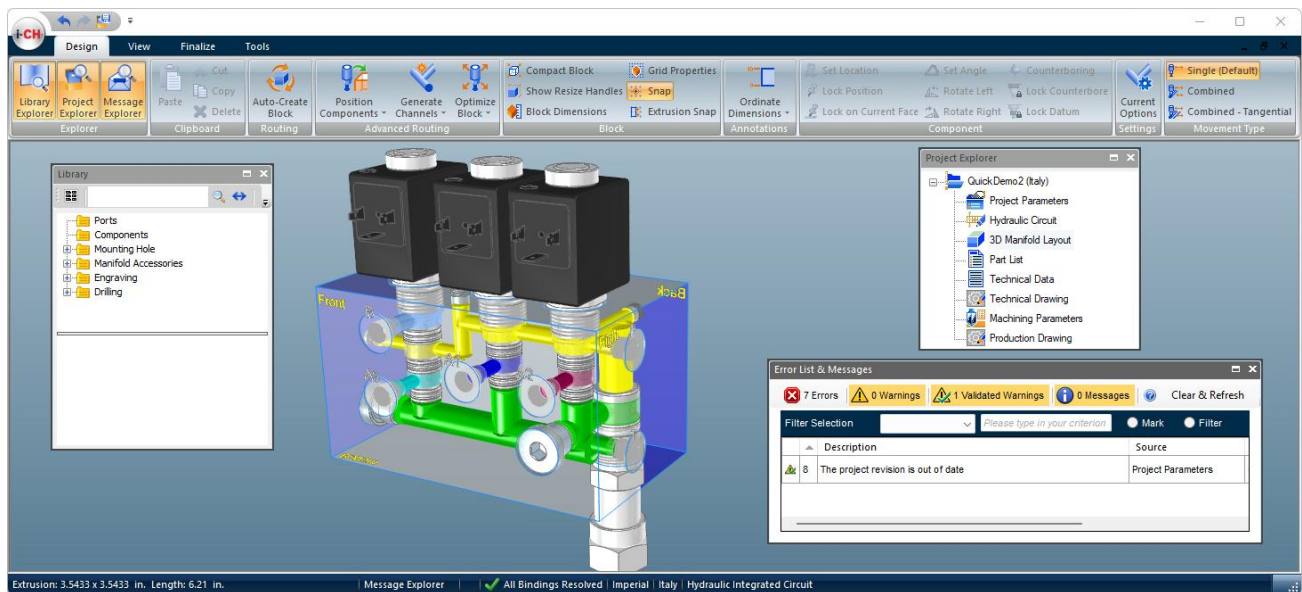 i-CH
Design View Finalize Tools
Library Explorer
Project Explorer
Message Explorer
Explorer
Paste
Cut
Copy
Delete
Clipboard
Auto-Create Block
Routing
Position Components
Generate Channels
Optimize Block
Advanced Routing
Compact Block
Show Resize Handles
Block Dimensions
Grid Properties
Snap
Extrusion Snap
Block
Ordinate Dimensions
Annotations
Set Location
Lock Position
Lock on Current Face
Set Angle
Rotate Left
Rotate Right
Counterboring
Lock Counterbore
Lock Datum
Component
Current Options
Settings
Single (Default)
Combined
Combined - Tangential
Movement Type
Library
Ports
Components
Mounting Hole
Manifold Accessories
Engraving
Drilling
Front
Back
Project Explorer
QuickDemo2 (Italy)
Project Parameters
Hydraulic Circuit
3D Manifold Layout
Part List
Technical Data
Technical Drawing
Machining Parameters
Production Drawing
Error List & Messages
7 Errors 0 Warnings 1 Validated Warnings 0 Messages Clear & Refresh
Filter Selection Please type in your criterion Mark Filter
Description Source
8 The project revision is out of date Project Parameters
Extrusion: 3.5433 x 3.5433 in. Length: 6.21 in. Message Explorer All Bindings Resolved Imperial Italy Hydraulic Integrated Circuit